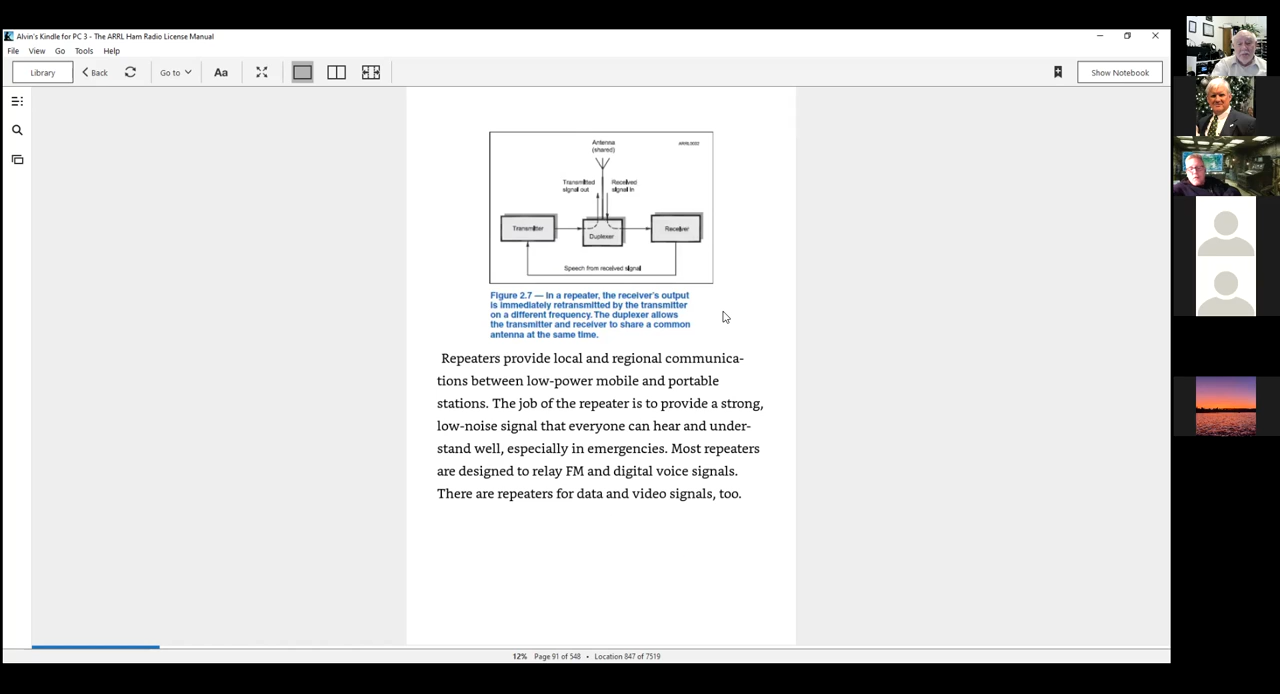 Alvin's Kindle for PC 3 - The ARRL Ham Radio License Manual
File View Go Tools Help
Library Back Go to Aa Show Notebook
Antenna
(shared)
Transmitted
signal out
Received
signal in
Transmitter
Duplexer
Receiver
Speech from received signal
Figure 2.7 — In a repeater, the receiver's output
is immediately retransmitted by the transmitter
on a different frequency. The duplexer allows
the transmitter and receiver to share a common
antenna at the same time.
Repeaters provide local and regional communica-
tions between low-power mobile and portable
stations. The job of the repeater is to provide a strong,
low-noise signal that everyone can hear and under-
stand well, especially in emergencies. Most repeaters
are designed to relay FM and digital voice signals.
There are repeaters for data and video signals, too.
12% Page 91 of 548 • Location 847 of 7519